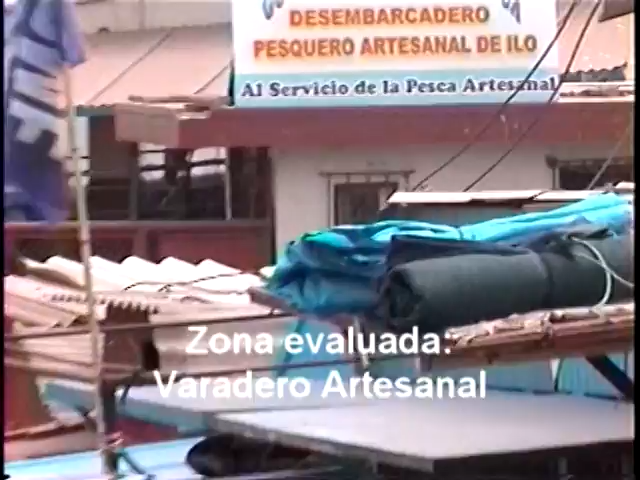 DESEMBARCADERO
PESQUERO ARTESANAL DE ILO
Al Servicio de la Pesca Artesanal
Zona evaluada:
Varadero Artesanal